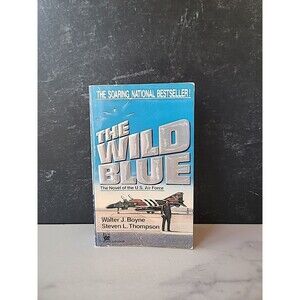 THE SOARING NATIONAL BESTSELLER!
THE
WILD
BLUE
The Novel of the U.S. Air Force
Walter J. Boyne
Steven L. Thompson